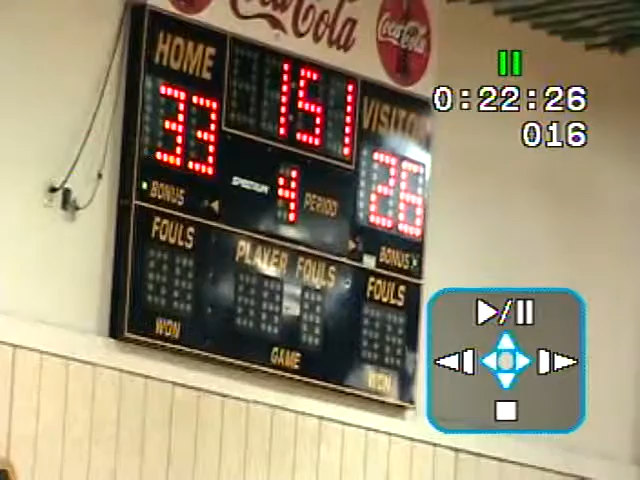 Coca-Cola
Coca-Cola
HOME
151
VISITOR
33
26
0:22:26
016
SPECTRUM
4
PERIOD
BONUS
BONUS
FOULS
PLAYER FOULS
FOULS
WON
GAME
WON